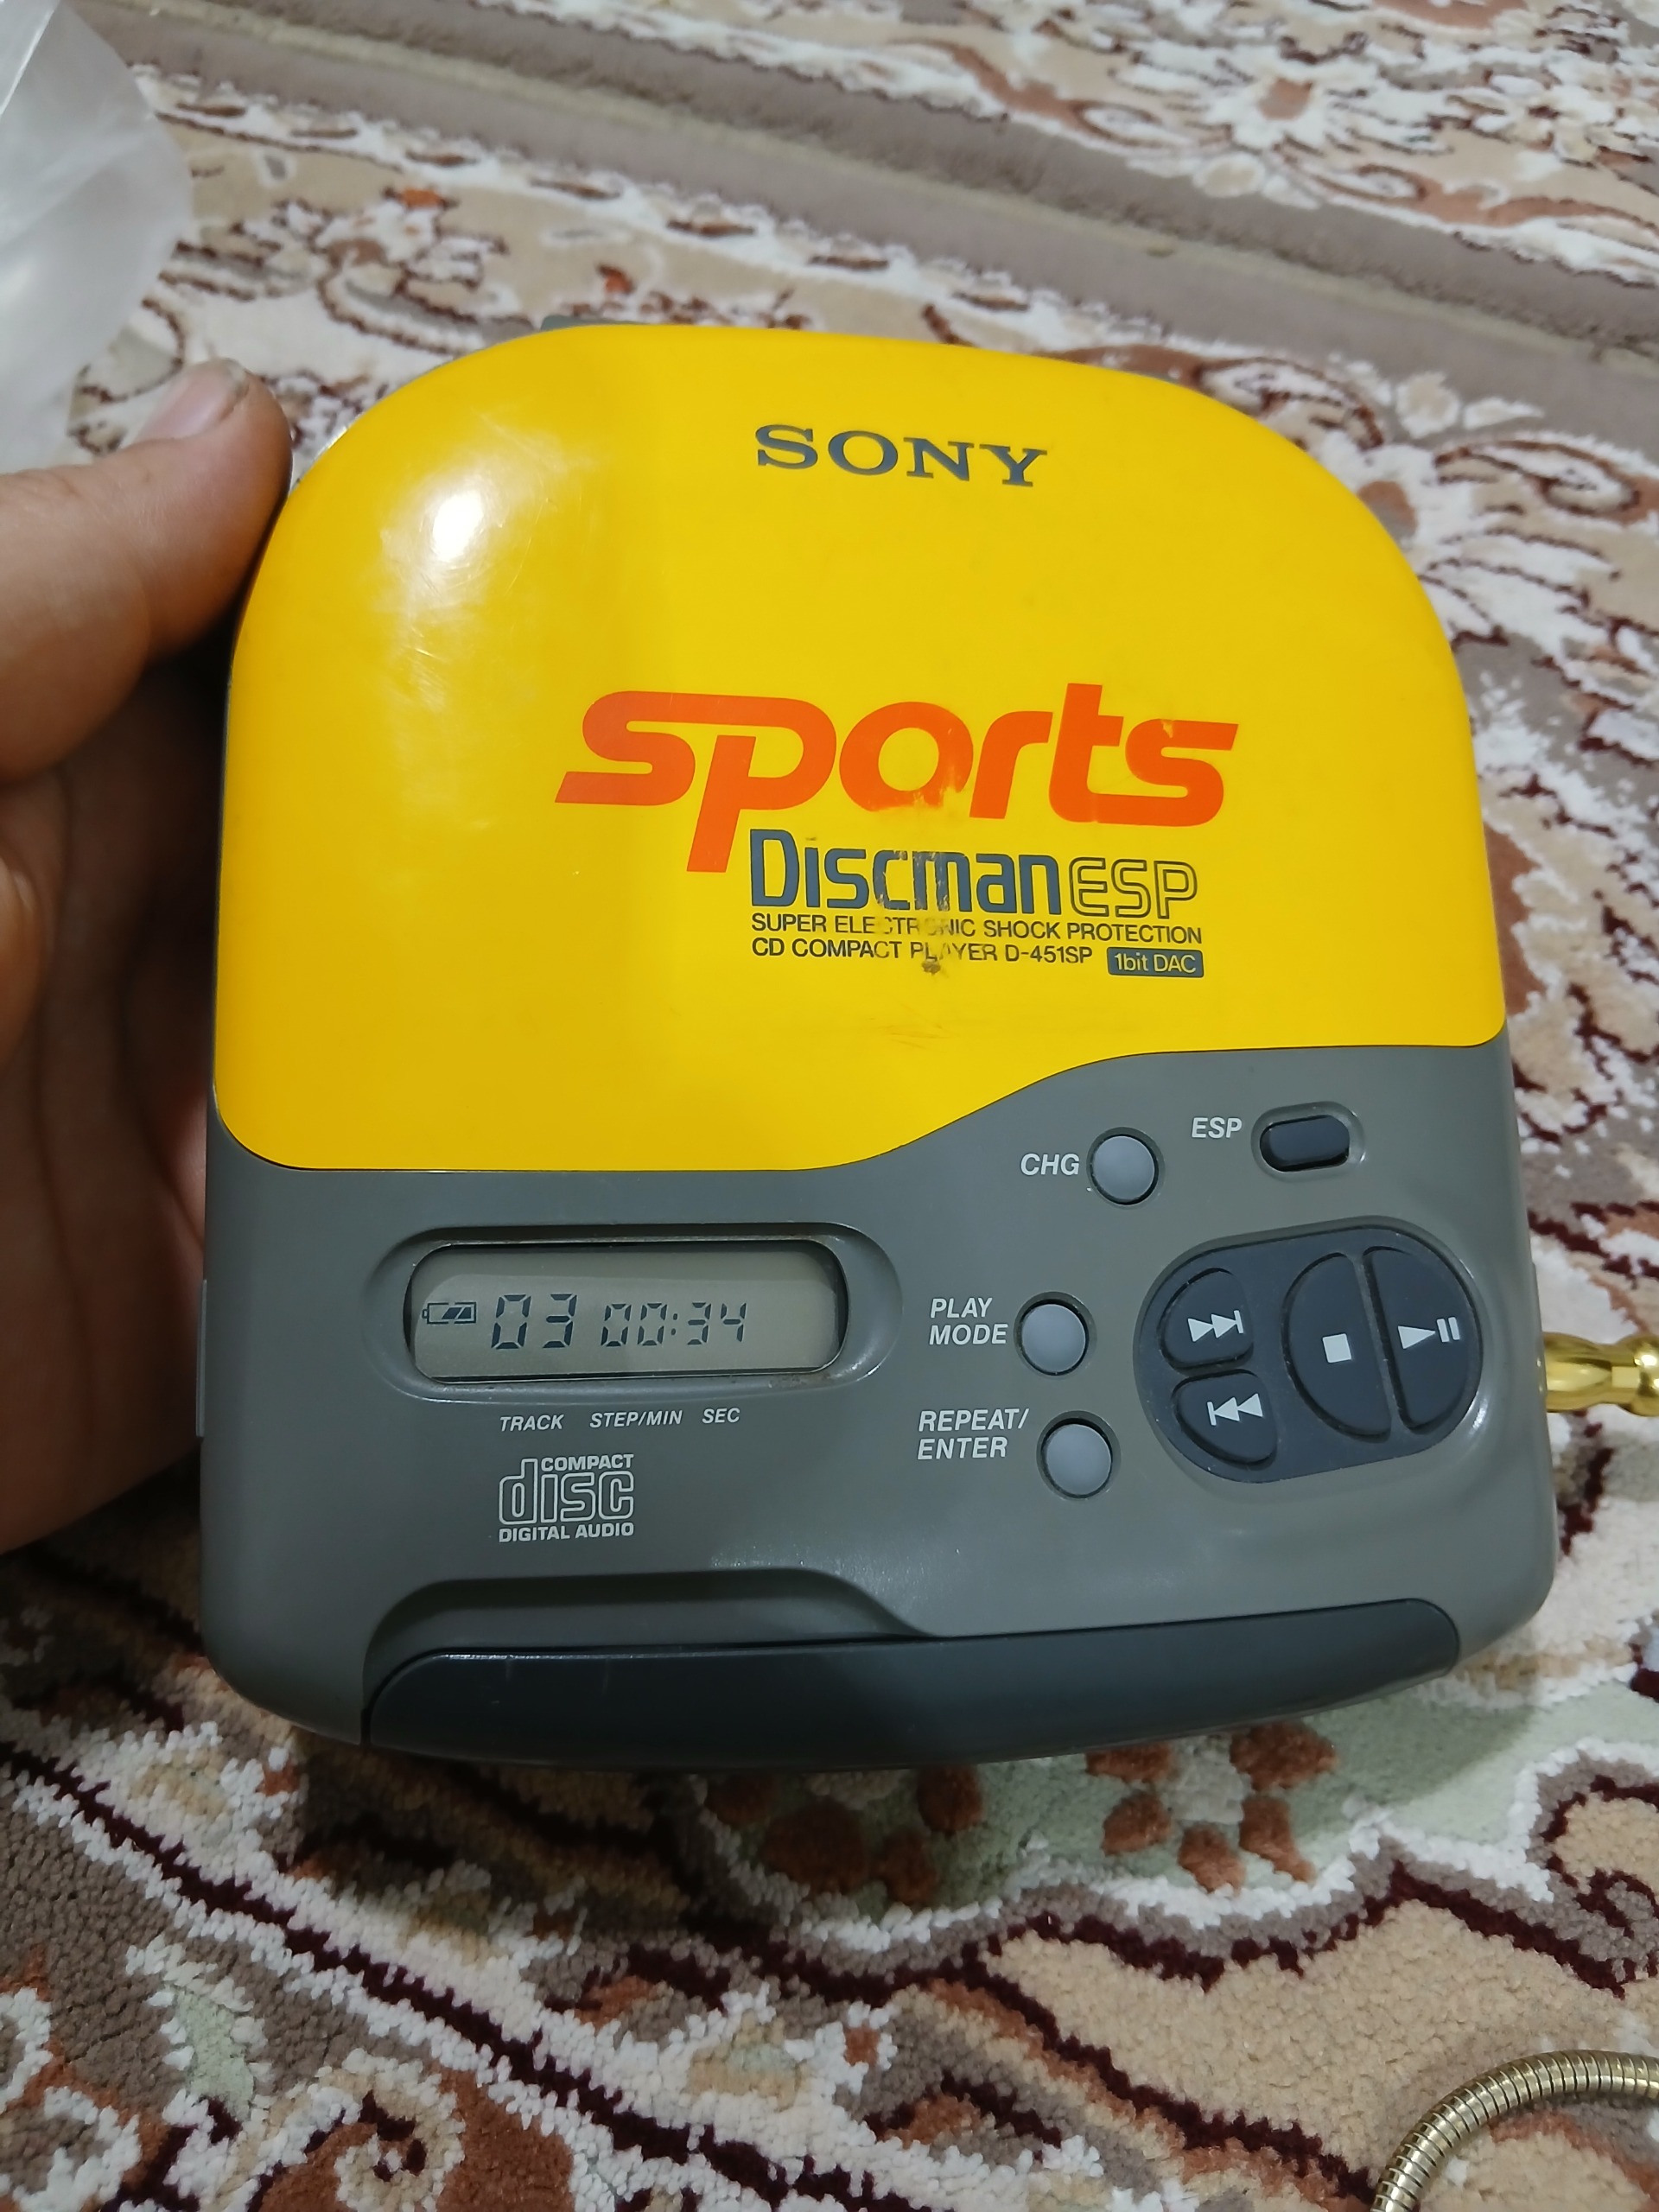 SONY
sports
Discman ESP
SUPER ELECTRONIC SHOCK PROTECTION
CD COMPACT PLAYER D-451SP 1bit DAC
ESP
CHG
03 00:34
PLAY
MODE
TRACK STEP/MIN SEC
REPEAT/
ENTER
COMPACT
disc
DIGITAL AUDIO